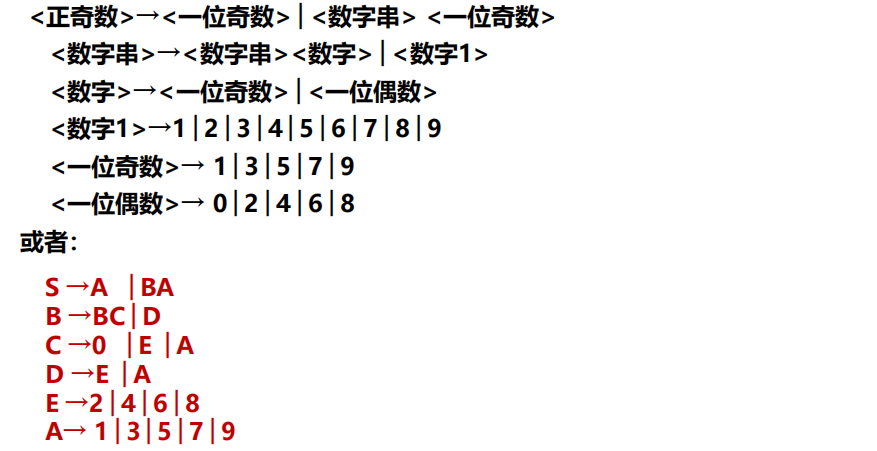 <正奇数>→<一位奇数>|<数字串> <一位奇数>
<数字串>→<数字串><数字>|<数字1>
<数字>→<一位奇数>|<一位偶数>
<数字1>→1|2|3|4|5|6|7|8|9
<一位奇数>→ 1|3|5|7|9
<一位偶数>→ 0|2|4|6|8
或者：
S →A |BA
B →BC|D
C →0 |E |A
D →E |A
E →2|4|6|8
A→ 1|3|5|7|9